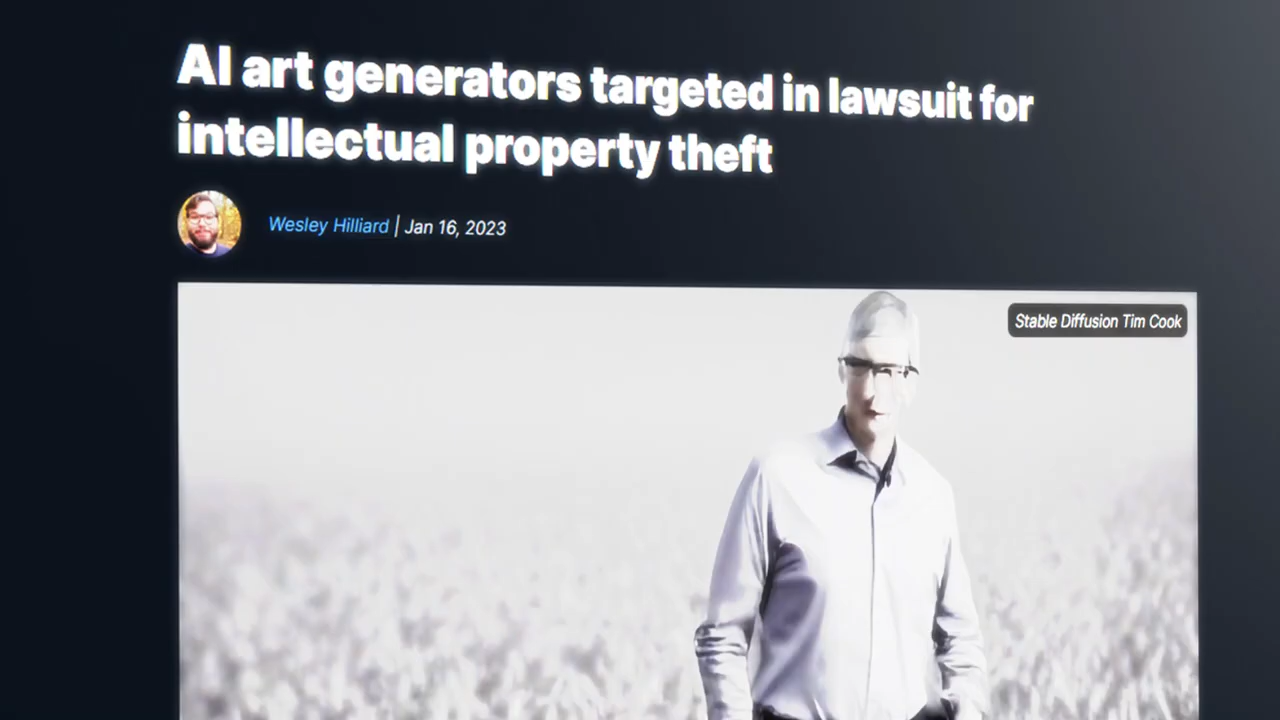 AI art generators targeted in lawsuit for
intellectual property theft
Wesley Hilliard | Jan 16, 2023
Stable Diffusion Tim Cook